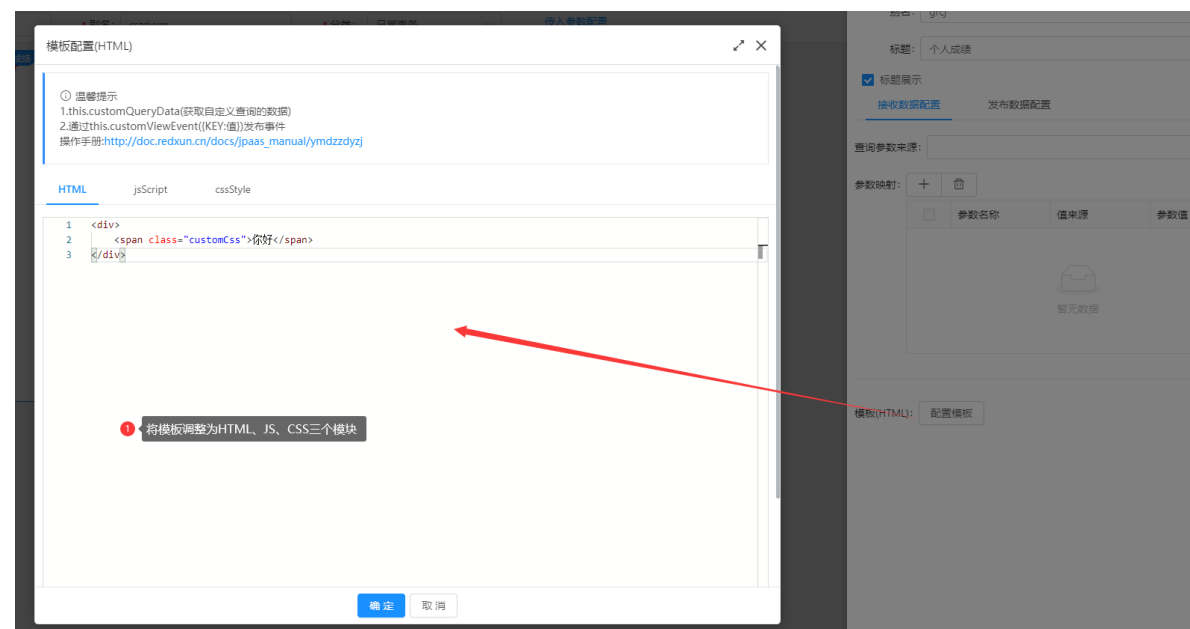 传入参数配置
模板配置(HTML)
温馨提示
1.this.customQueryData(获取自定义查询的数据)
2.通过this.customViewEvent({KEY:值})发布事件
操作手册:http://doc.redxun.cn/docs/jpaas_manual/ymdzzdyzj
HTML jsScript cssStyle
1 <div>
2 <span class="customCss">你好</span>
3 </div>
1 将模板调整为HTML、JS、CSS三个模块
确 定 取 消
标题: 个人成绩
标题展示
接收数据配置 发布数据配置
查询参数来源:
参数映射:
参数名称 值来源 参数值
暂无数据
模板(HTML): 配置模板